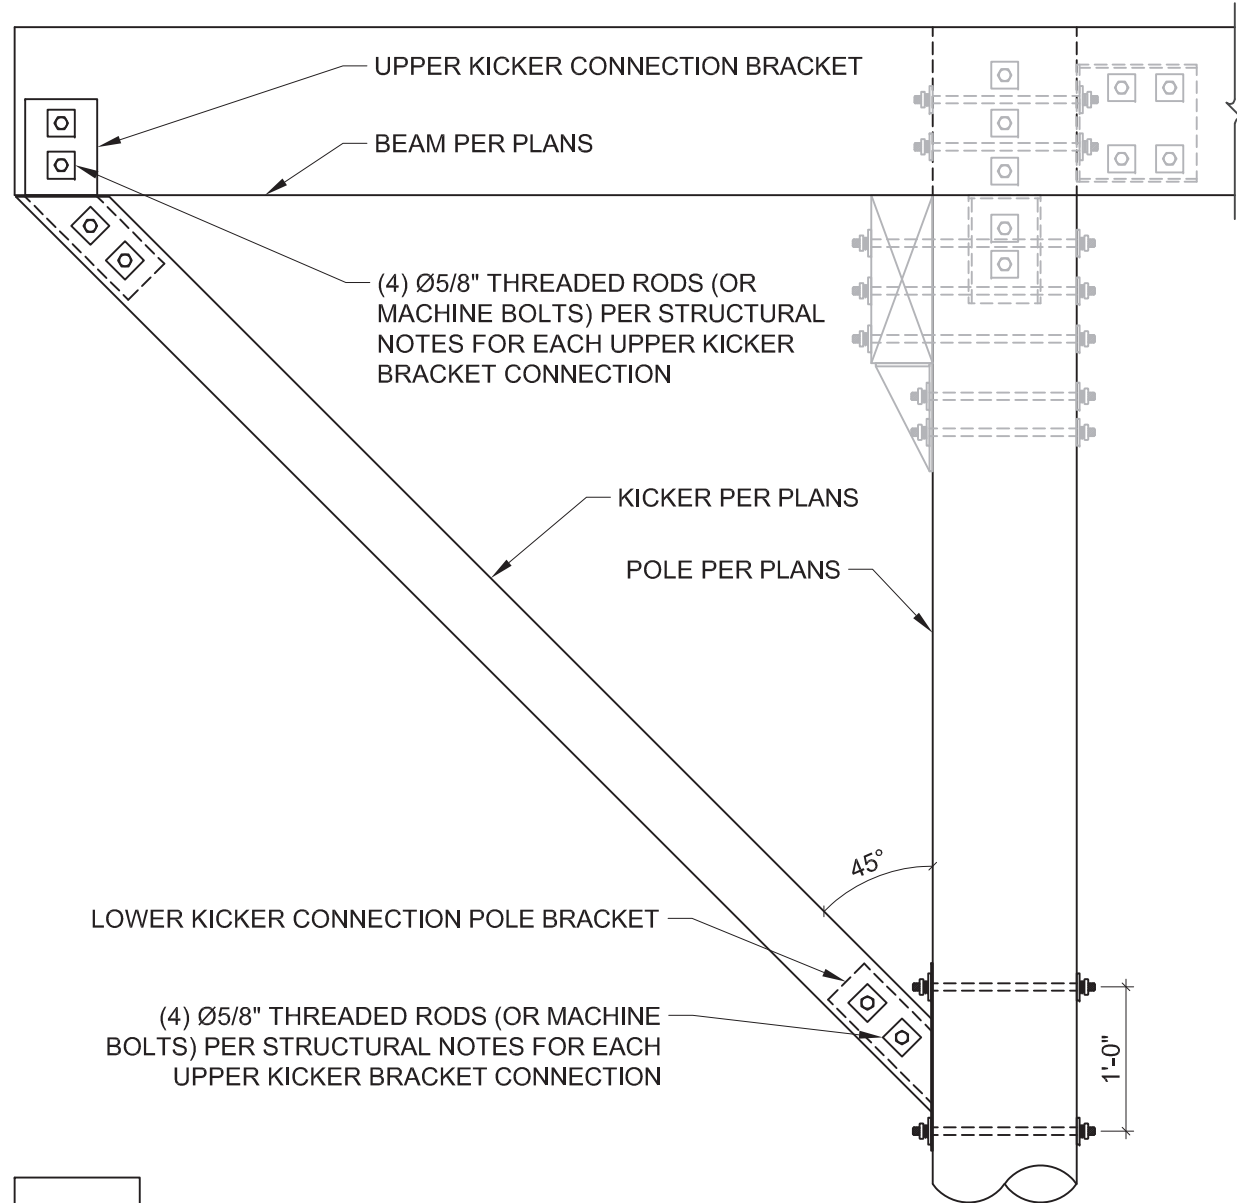 UPPER KICKER CONNECTION BRACKET
BEAM PER PLANS
(4) Ø5/8" THREADED RODS (OR
MACHINE BOLTS) PER STRUCTURAL
NOTES FOR EACH UPPER KICKER
BRACKET CONNECTION
KICKER PER PLANS
POLE PER PLANS
45°
LOWER KICKER CONNECTION POLE BRACKET
(4) Ø5/8" THREADED RODS (OR MACHINE
BOLTS) PER STRUCTURAL NOTES FOR EACH
UPPER KICKER BRACKET CONNECTION
1'-0"